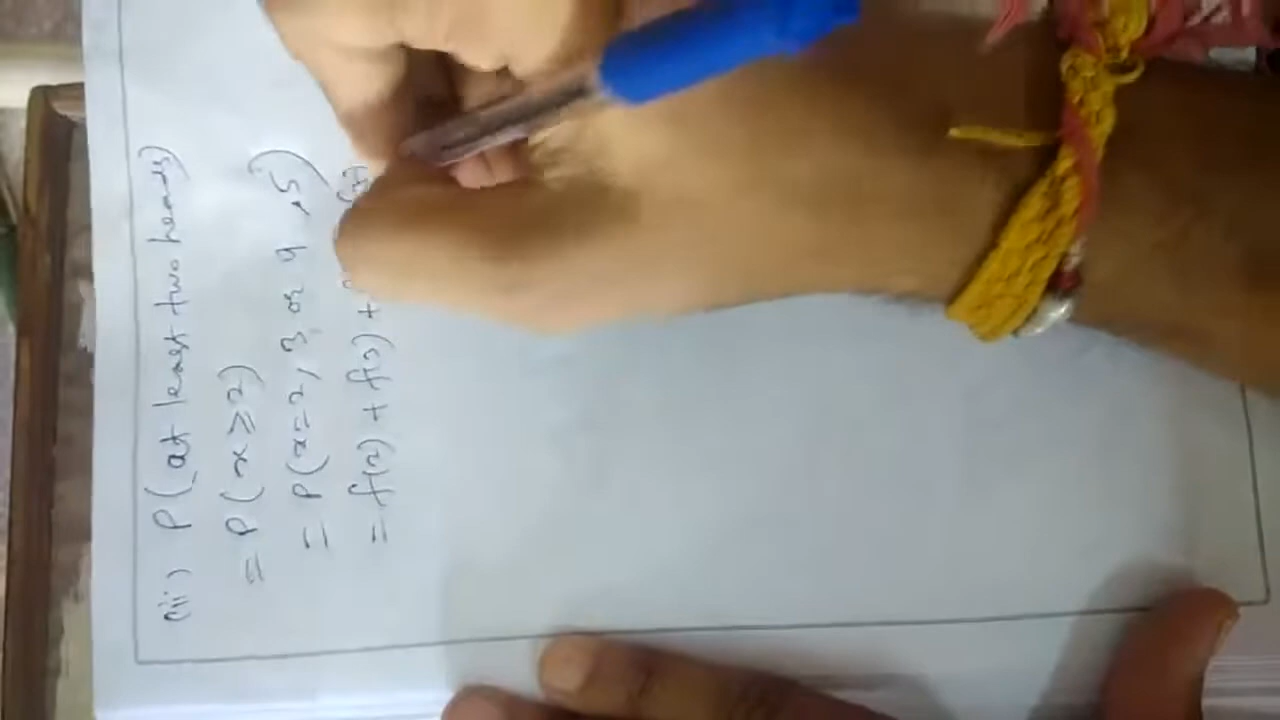 (ii) P(at least two heads)
= P(x≥2)
= P(x=2, 3 or 4, 5)
= f(2) + f(3) +